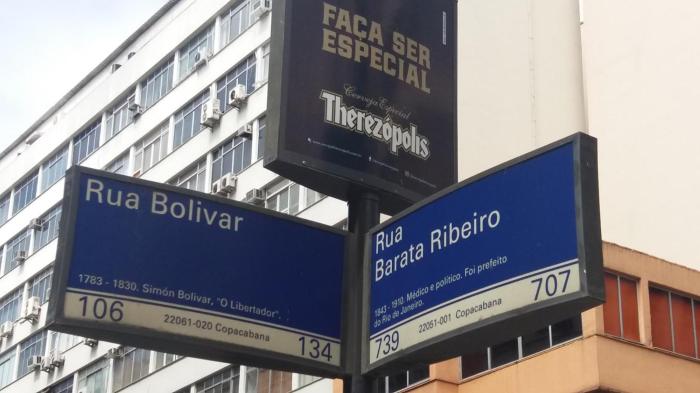 FAÇA SER
ESPECIAL
Cerveja Especial
Therezópolis
Rua Bolivar
1783 - 1830. Simón Bolivar, "O Libertador".
106
22061-020 Copacabana
134
Rua
Barata Ribeiro
1843 - 1910. Médico e político. Foi prefeito
do Rio de Janeiro.
739
22051-001 Copacabana
707